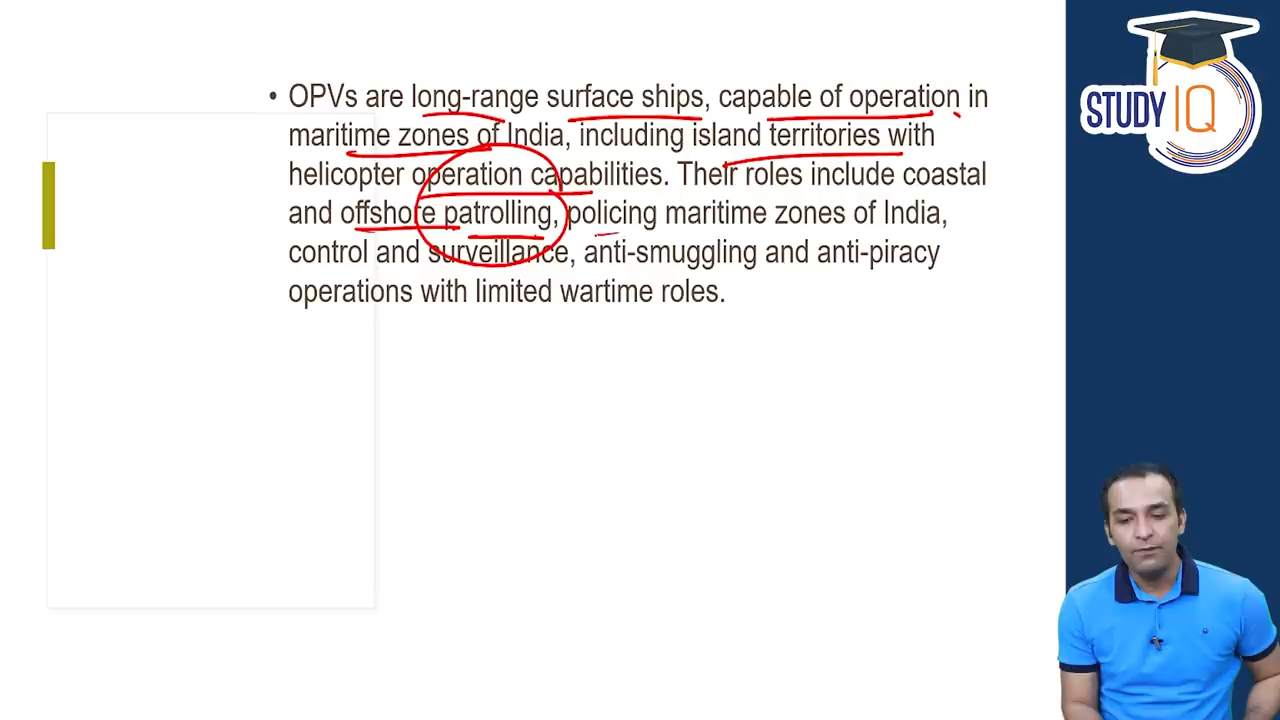 • OPVs are long-range surface ships, capable of operation in
maritime zones of India, including island territories with
helicopter operation capabilities. Their roles include coastal
and offshore patrolling, policing maritime zones of India,
control and surveillance, anti-smuggling and anti-piracy
operations with limited wartime roles.
STUDY IQ